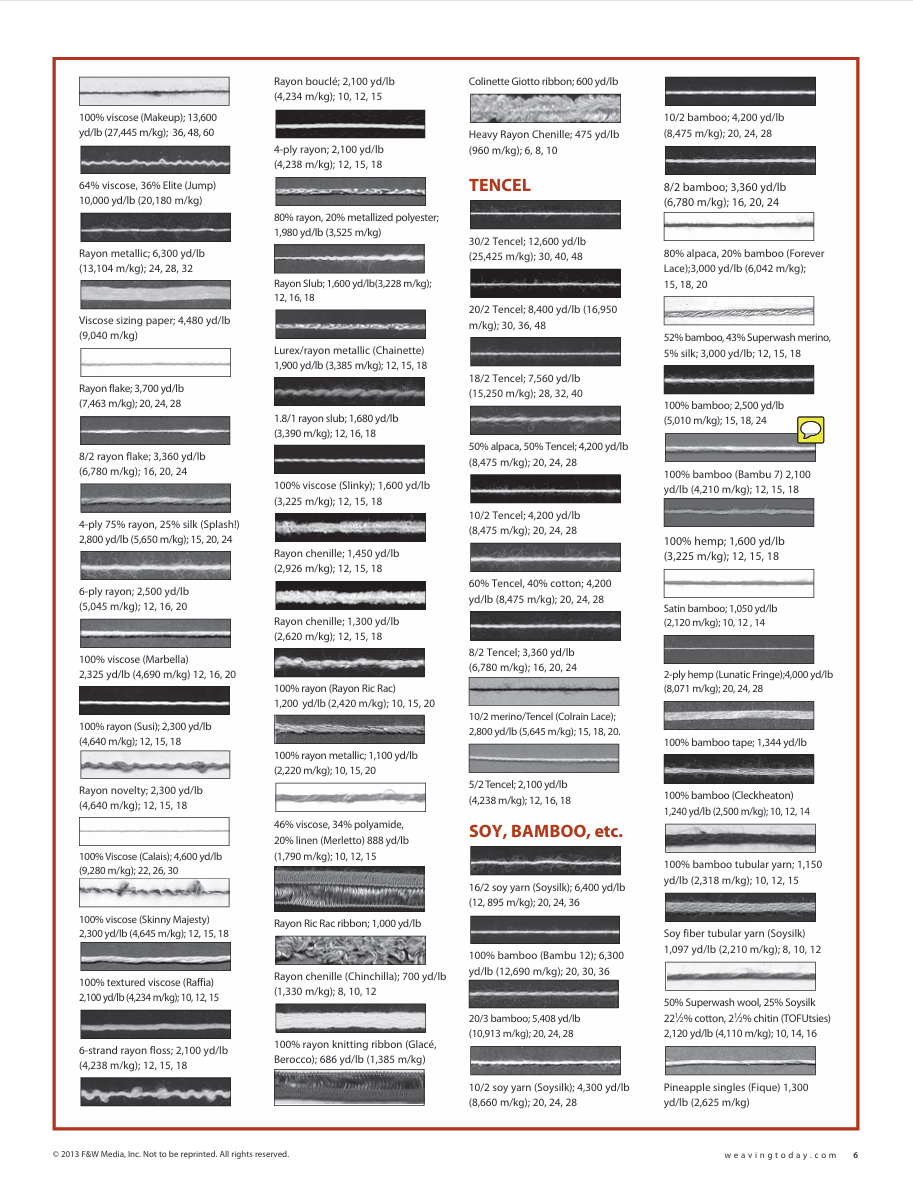 100% viscose (Makeup); 13,600
yd/lb (27,445 m/kg); 36, 48, 60
64% viscose, 36% Elite (Jump)
10,000 yd/lb (20,180 m/kg)
Rayon metallic; 6,300 yd/lb
(13,104 m/kg); 24, 28, 32
Viscose sizing paper; 4,480 yd/lb
(9,040 m/kg)
Rayon flake; 3,700 yd/lb
(7,463 m/kg); 20, 24, 28
8/2 rayon flake; 3,360 yd/lb
(6,780 m/kg); 16, 20, 24
4-ply 75% rayon, 25% silk (Splash!)
2,800 yd/lb (5,650 m/kg); 15, 20, 24
6-ply rayon; 2,500 yd/lb
(5,045 m/kg); 12, 16, 20
100% viscose (Marbella)
2,325 yd/lb (4,690 m/kg) 12, 16, 20
100% rayon (Susi); 2,300 yd/lb
(4,640 m/kg); 12, 15, 18
Rayon novelty; 2,300 yd/lb
(4,640 m/kg); 12, 15, 18
100% Viscose (Calais); 4,600 yd/lb
(9,280 m/kg); 22, 26, 30
100% viscose (Skinny Majesty)
2,300 yd/lb (4,645 m/kg); 12, 15, 18
100% textured viscose (Raffia)
2,100 yd/lb (4,234 m/kg); 10, 12, 15
6-strand rayon floss; 2,100 yd/lb
(4,238 m/kg); 12, 15, 18
Rayon bouclé; 2,100 yd/lb
(4,234 m/kg); 10, 12, 15
4-ply rayon; 2,100 yd/lb
(4,238 m/kg); 12, 15, 18
80% rayon, 20% metallized polyester;
1,980 yd/lb (3,525 m/kg)
Rayon Slub; 1,600 yd/lb(3,228 m/kg);
12, 16, 18
Lurex/rayon metallic (Chainette)
1,900 yd/lb (3,385 m/kg); 12, 15, 18
1.8/1 rayon slub; 1,680 yd/lb
(3,390 m/kg); 12, 16, 18
100% viscose (Slinky); 1,600 yd/lb
(3,225 m/kg); 12, 15, 18
Rayon chenille; 1,450 yd/lb
(2,926 m/kg); 12, 15, 18
Rayon chenille; 1,300 yd/lb
(2,620 m/kg); 12, 15, 18
100% rayon (Rayon Ric Rac)
1,200 yd/lb (2,420 m/kg); 10, 15, 20
100% rayon metallic; 1,100 yd/lb
(2,220 m/kg); 10, 15, 20
46% viscose, 34% polyamide,
20% linen (Merletto) 888 yd/lb
(1,790 m/kg); 10, 12, 15
Rayon Ric Rac ribbon; 1,000 yd/lb
Rayon chenille (Chinchilla); 700 yd/lb
(1,330 m/kg); 8, 10, 12
100% rayon knitting ribbon (Glacé,
Berocco); 686 yd/lb (1,385 m/kg)
Colinette Giotto ribbon; 600 yd/lb
Heavy Rayon Chenille; 475 yd/lb
(960 m/kg); 6, 8, 10
TENCEL
30/2 Tencel; 12,600 yd/lb
(25,425 m/kg); 30, 40, 48
20/2 Tencel; 8,400 yd/lb (16,950
m/kg); 30, 36, 48
18/2 Tencel; 7,560 yd/lb
(15,250 m/kg); 28, 32, 40
50% alpaca, 50% Tencel; 4,200 yd/lb
(8,475 m/kg); 20, 24, 28
10/2 Tencel; 4,200 yd/lb
(8,475 m/kg); 20, 24, 28
60% Tencel, 40% cotton; 4,200
yd/lb (8,475 m/kg); 20, 24, 28
8/2 Tencel; 3,360 yd/lb
(6,780 m/kg); 16, 20, 24
10/2 merino/Tencel (Colrain Lace);
2,800 yd/lb (5,645 m/kg); 15, 18, 20.
5/2 Tencel; 2,100 yd/lb
(4,238 m/kg); 12, 16, 18
SOY, BAMBOO, etc.
16/2 soy yarn (Soysilk); 6,400 yd/lb
(12, 895 m/kg); 20, 24, 36
100% bamboo (Bambu 12); 6,300
yd/lb (12,690 m/kg); 20, 30, 36
20/3 bamboo; 5,408 yd/lb
(10,913 m/kg); 20, 24, 28
10/2 soy yarn (Soysilk); 4,300 yd/lb
(8,660 m/kg); 20, 24, 28
10/2 bamboo; 4,200 yd/lb
(8,475 m/kg); 20, 24, 28
8/2 bamboo; 3,360 yd/lb
(6,780 m/kg); 16, 20, 24
80% alpaca, 20% bamboo (Forever
Lace);3,000 yd/lb (6,042 m/kg);
15, 18, 20
52% bamboo, 43% Superwash merino,
5% silk; 3,000 yd/lb; 12, 15, 18
100% bamboo; 2,500 yd/lb
(5,010 m/kg); 15, 18, 24
100% bamboo (Bambu 7) 2,100
yd/lb (4,210 m/kg); 12, 15, 18
100% hemp; 1,600 yd/lb
(3,225 m/kg); 12, 15, 18
Satin bamboo; 1,050 yd/lb
(2,120 m/kg); 10, 12 , 14
2-ply hemp (Lunatic Fringe);4,000 yd/lb
(8,071 m/kg); 20, 24, 28
100% bamboo tape; 1,344 yd/lb
100% bamboo (Cleckheaton)
1,240 yd/lb (2,500 m/kg); 10, 12, 14
100% bamboo tubular yarn; 1,150
yd/lb (2,318 m/kg); 10, 12, 15
Soy fiber tubular yarn (Soysilk)
1,097 yd/lb (2,210 m/kg); 8, 10, 12
50% Superwash wool, 25% Soysilk
22½% cotton, 2½% chitin (TOFUtsies)
2,120 yd/lb (4,110 m/kg); 10, 14, 16
Pineapple singles (Fique) 1,300
yd/lb (2,625 m/kg)
© 2013 F&W Media, Inc. Not to be reprinted. All rights reserved.
weavingtoday.com 6